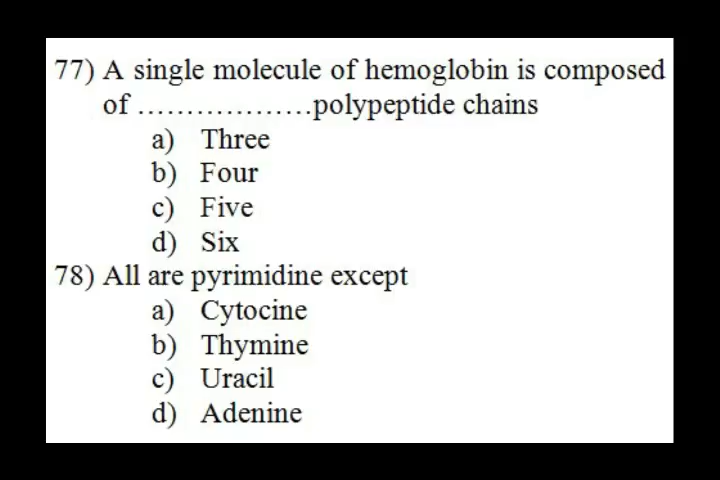 77) A single molecule of hemoglobin is composed
of ..................polypeptide chains
a) Three
b) Four
c) Five
d) Six
78) All are pyrimidine except
a) Cytocine
b) Thymine
c) Uracil
d) Adenine